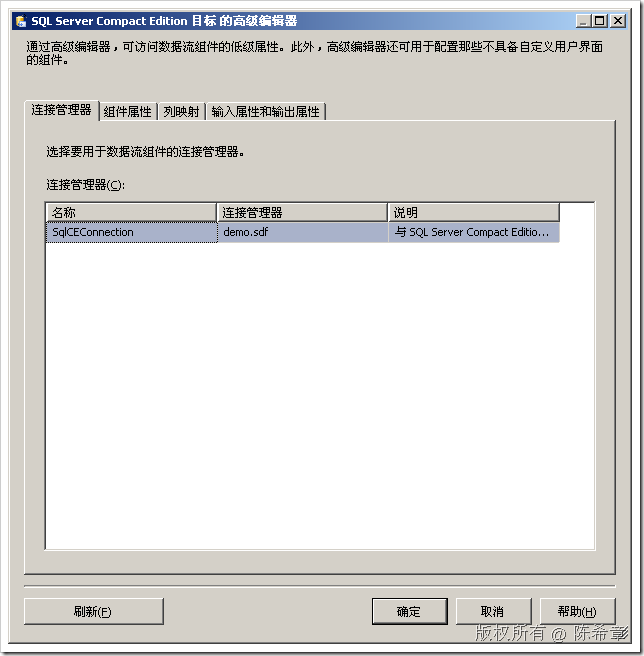 SQL Server Compact Edition 目标 的高级编辑器
通过高级编辑器，可访问数据流组件的低级属性。此外，高级编辑器还可用于配置那些不具备自定义用户界面
的组件。
连接管理器 组件属性 列映射 输入属性和输出属性
选择要用于数据流组件的连接管理器。
连接管理器(C):
名称 连接管理器 说明
SqlCEConnection demo.sdf 与 SQL Server Compact Editio...
刷新(F) 确定 取消 帮助(H)
版权所有 @ 陈希章